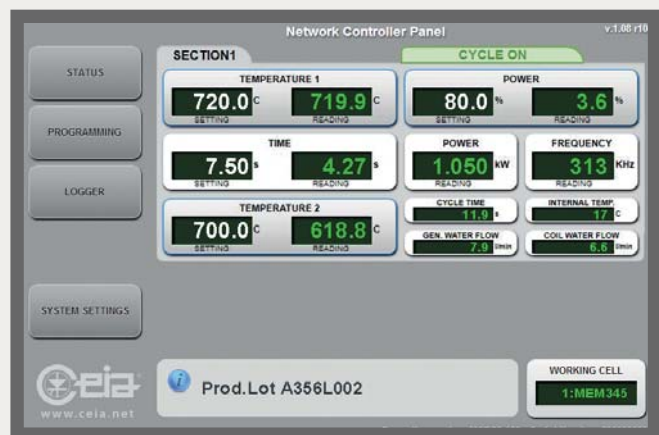 Network Controller Panel
v:1.08 r10
STATUS
PROGRAMMING
LOGGER
SYSTEM SETTINGS
SECTION1
CYCLE ON
TEMPERATURE 1
720.0 C 719.9 C
SETTING READING
POWER
80.0 % 3.6 %
SETTING READING
TIME
7.50 s 4.27 s
SETTING READING
POWER
1.050 kW
READING
FREQUENCY
313 KHz
READING
TEMPERATURE 2
700.0 C 618.8 C
SETTING READING
CYCLE TIME
11.9 s
INTERNAL TEMP.
17 C
GEN. WATER FLOW
7.9 l/min
COIL WATER FLOW
6.6 l/min
Ceia
www.ceia.net
Prod.Lot A356L002
WORKING CELL
1:MEM345